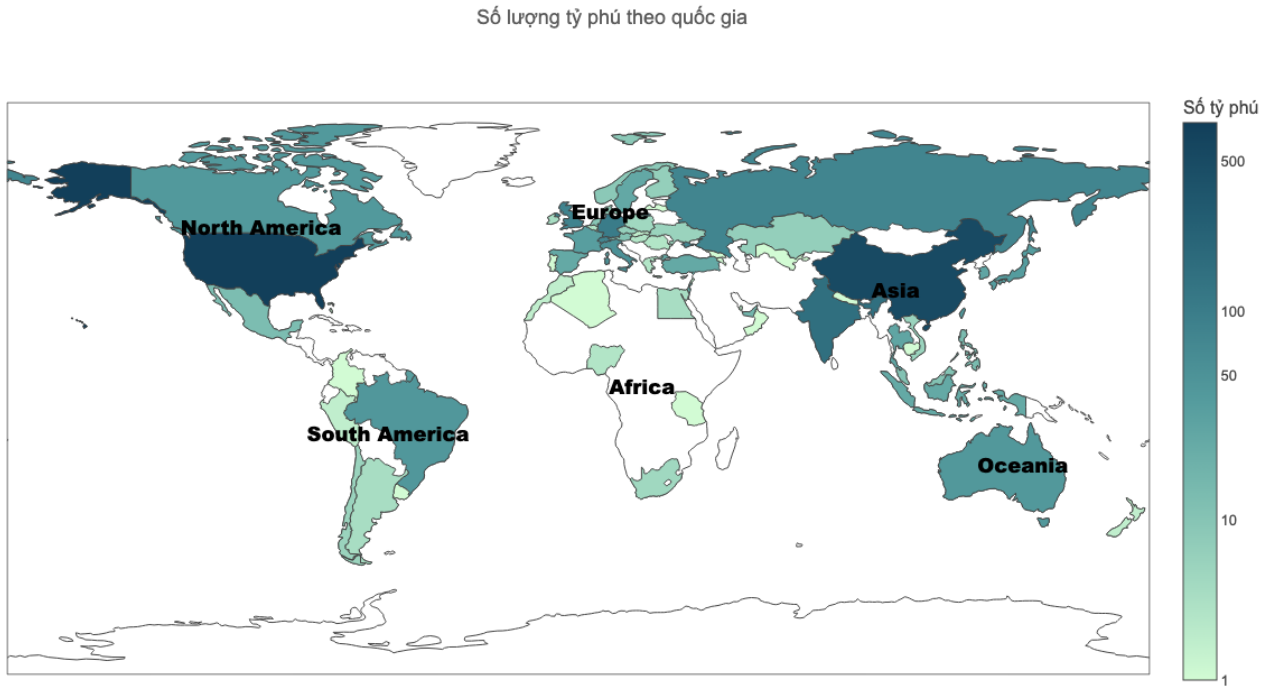 Số lượng tỷ phú theo quốc gia
Số tỷ phú
500
100
50
10
1
North America
Europe
Asia
Africa
South America
Oceania